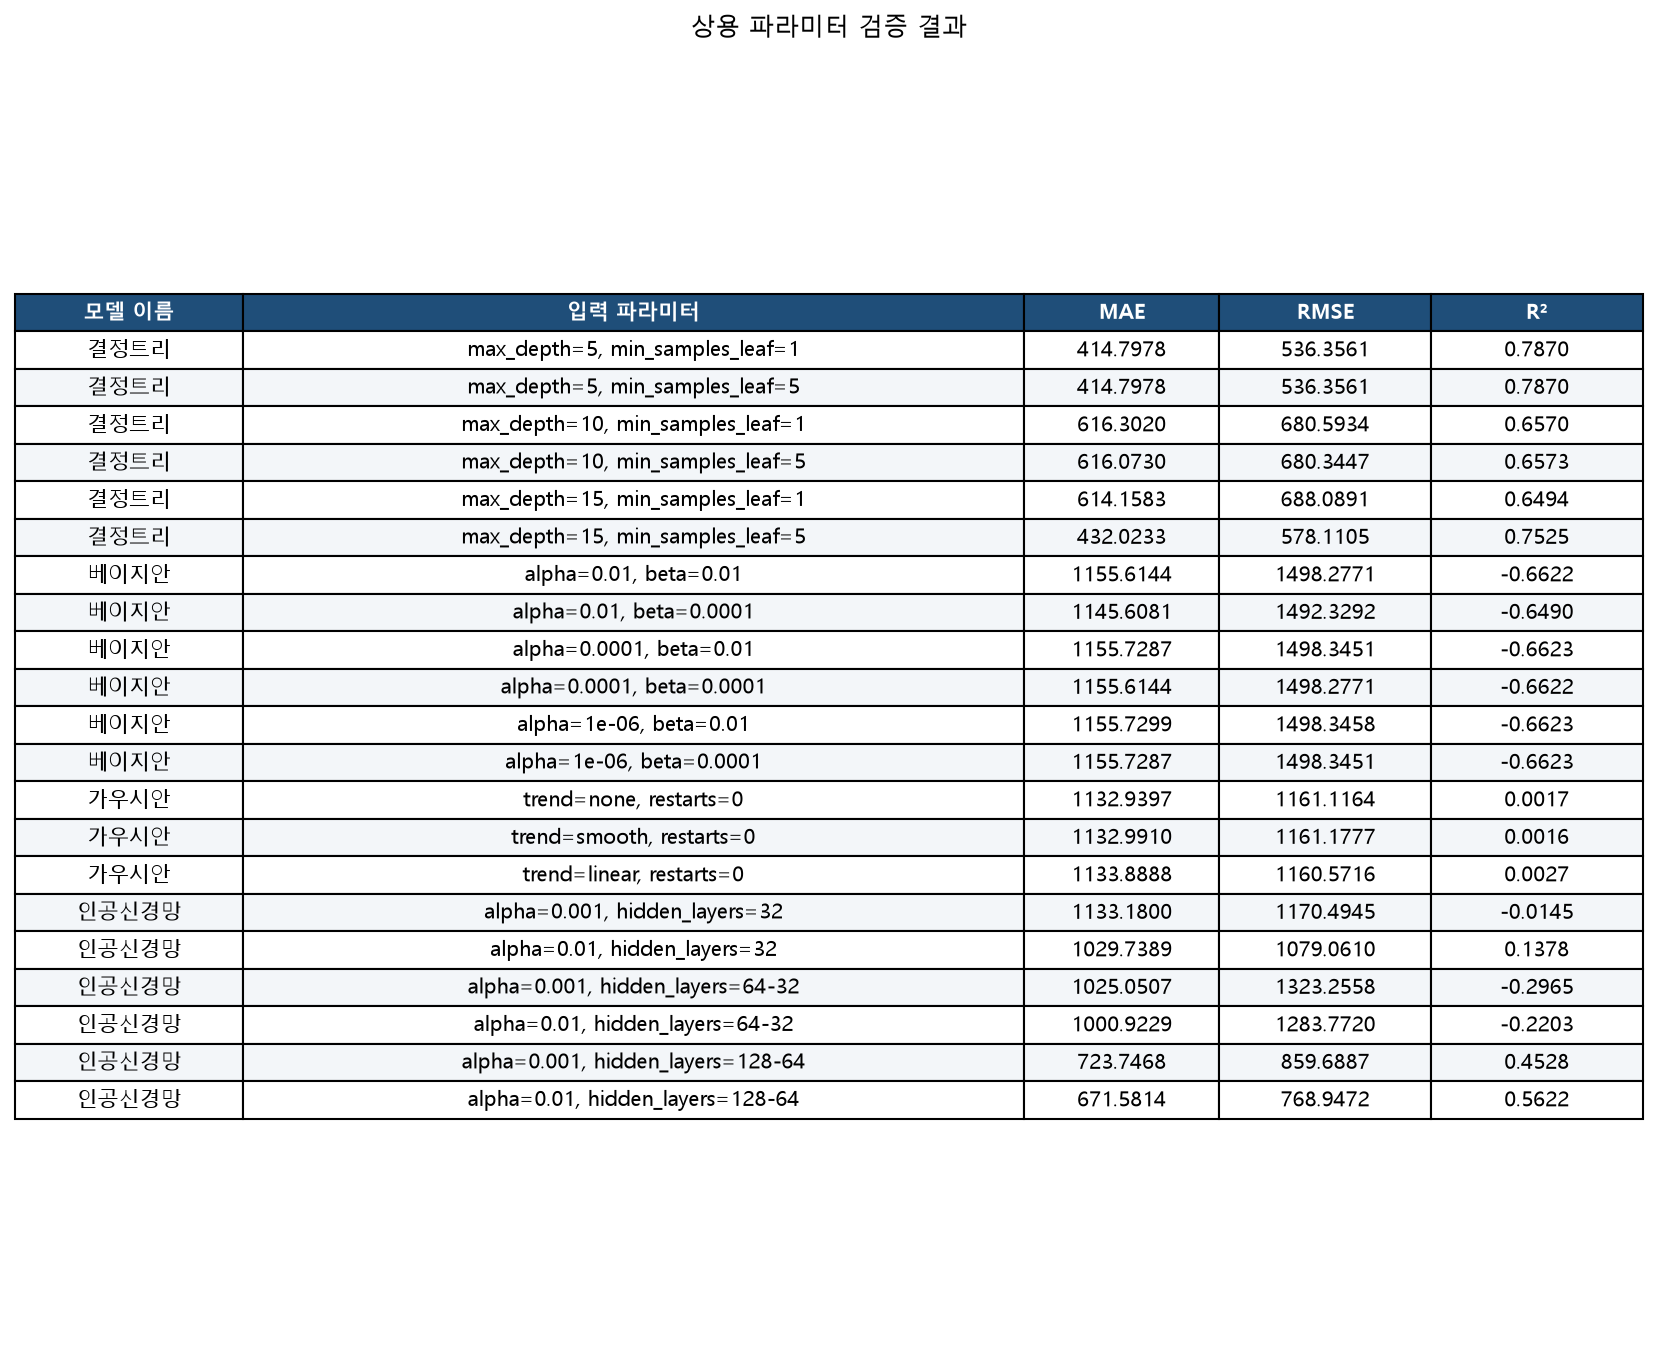 상용 파라미터 검증 결과
모델 이름 입력 파라미터 MAE RMSE R²
결정트리 max_depth=5, min_samples_leaf=1 414.7978 536.3561 0.7870
결정트리 max_depth=5, min_samples_leaf=5 414.7978 536.3561 0.7870
결정트리 max_depth=10, min_samples_leaf=1 616.3020 680.5934 0.6570
결정트리 max_depth=10, min_samples_leaf=5 616.0730 680.3447 0.6573
결정트리 max_depth=15, min_samples_leaf=1 614.1583 688.0891 0.6494
결정트리 max_depth=15, min_samples_leaf=5 432.0233 578.1105 0.7525
베이지안 alpha=0.01, beta=0.01 1155.6144 1498.2771 -0.6622
베이지안 alpha=0.01, beta=0.0001 1145.6081 1492.3292 -0.6490
베이지안 alpha=0.0001, beta=0.01 1155.7287 1498.3451 -0.6623
베이지안 alpha=0.0001, beta=0.0001 1155.6144 1498.2771 -0.6622
베이지안 alpha=1e-06, beta=0.01 1155.7299 1498.3458 -0.6623
베이지안 alpha=1e-06, beta=0.0001 1155.7287 1498.3451 -0.6623
가우시안 trend=none, restarts=0 1132.9397 1161.1164 0.0017
가우시안 trend=smooth, restarts=0 1132.9910 1161.1777 0.0016
가우시안 trend=linear, restarts=0 1133.8888 1160.5716 0.0027
인공신경망 alpha=0.001, hidden_layers=32 1133.1800 1170.4945 -0.0145
인공신경망 alpha=0.01, hidden_layers=32 1029.7389 1079.0610 0.1378
인공신경망 alpha=0.001, hidden_layers=64-32 1025.0507 1323.2558 -0.2965
인공신경망 alpha=0.01, hidden_layers=64-32 1000.9229 1283.7720 -0.2203
인공신경망 alpha=0.001, hidden_layers=128-64 723.7468 859.6887 0.4528
인공신경망 alpha=0.01, hidden_layers=128-64 671.5814 768.9472 0.5622